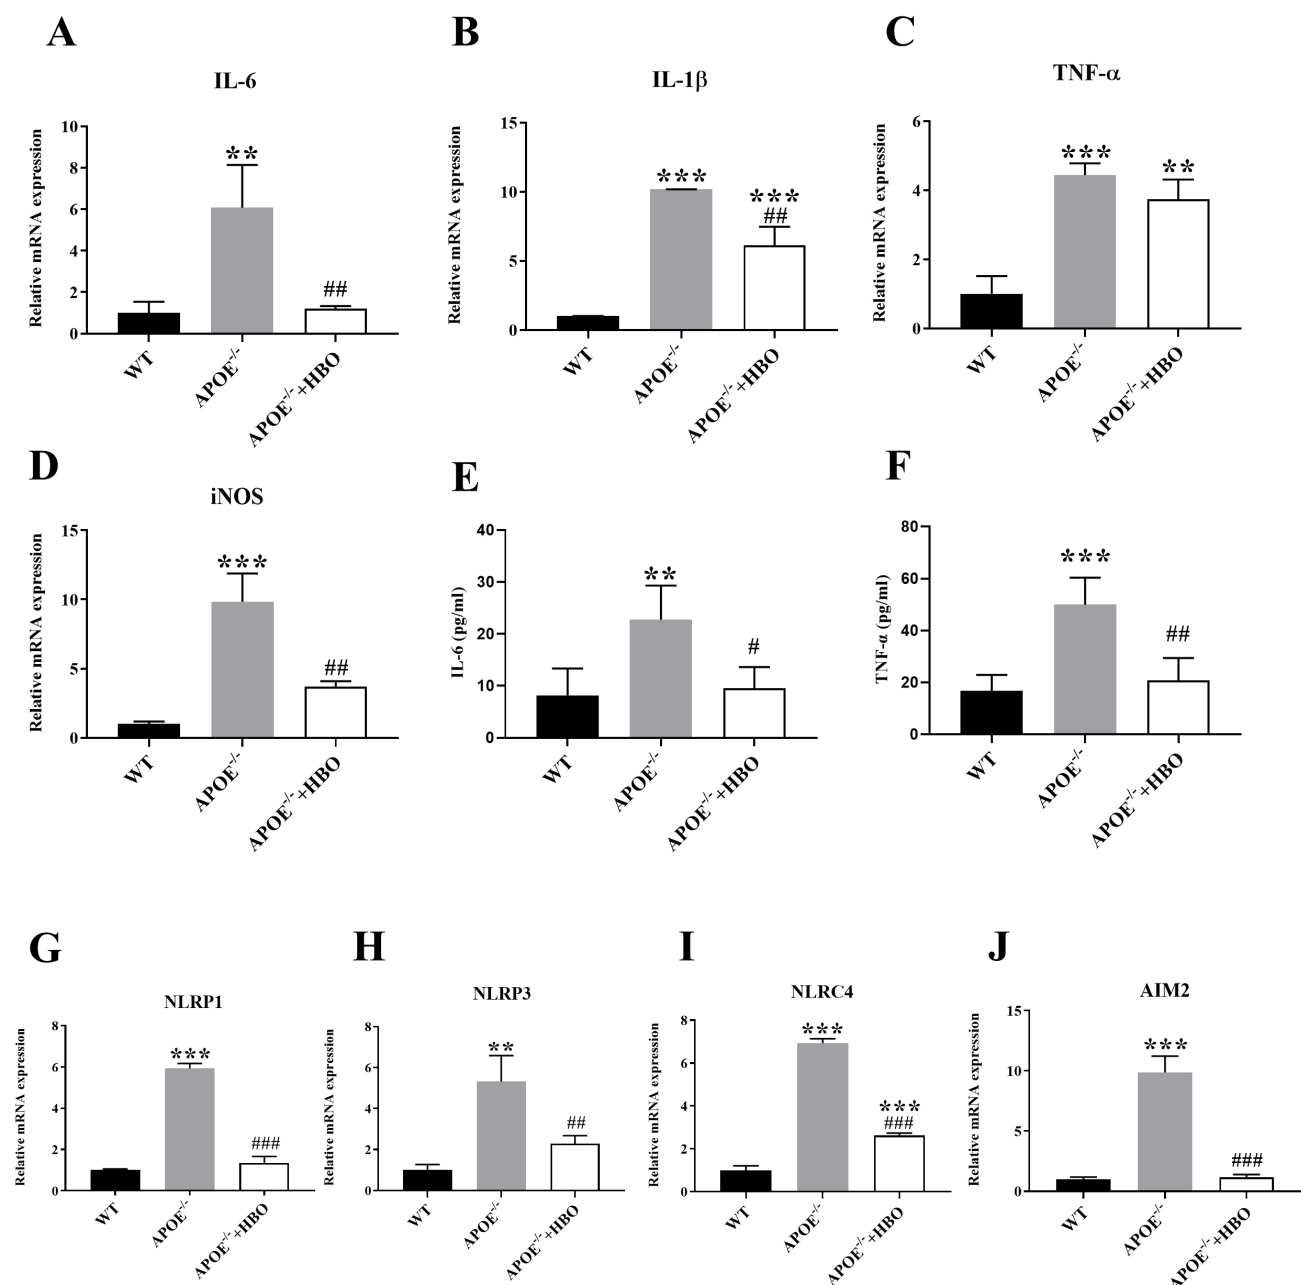 A
IL-6
Relative mRNA expression
10
8
6
4
2
0
**
##
WT
APOE-/-
APOE-/-+HBO
B
IL-1β
Relative mRNA expression
15
10
5
0
***
***
##
WT
APOE-/-
APOE-/-+HBO
C
TNF-α
Relative mRNA expression
6
4
2
0
***
**
WT
APOE-/-
APOE-/-+HBO
D
iNOS
Relative mRNA expression
15
10
5
0
***
##
WT
APOE-/-
APOE-/-+HBO
E
IL-6 (pg/ml)
40
30
20
10
0
**
#
WT
APOE-/-
APOE-/-+HBO
F
TNF-α (pg/ml)
80
60
40
20
0
***
##
WT
APOE-/-
APOE-/-+HBO
G
NLRP1
Relative mRNA expression
8
6
4
2
0
***
###
WT
APOE-/-
APOE-/-+HBO
H
NLRP3
Relative mRNA expression
8
6
4
2
0
**
##
WT
APOE-/-
APOE-/-+HBO
I
NLRC4
Relative mRNA expression
8
6
4
2
0
***
***
###
WT
APOE-/-
APOE-/-+HBO
J
AIM2
Relative mRNA expression
15
10
5
0
***
###
WT
APOE-/-
APOE-/-+HBO